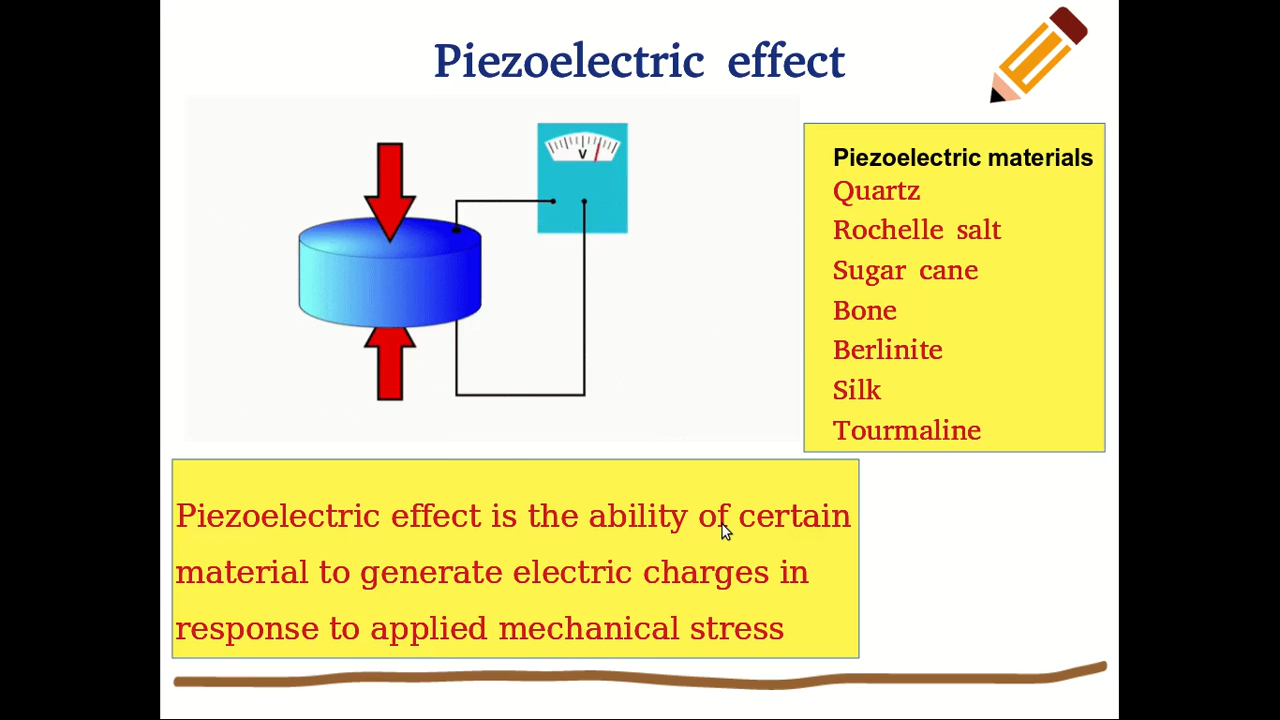 Piezoelectric effect
V
Piezoelectric materials
Quartz
Rochelle salt
Sugar cane
Bone
Berlinite
Silk
Tourmaline
Piezoelectric effect is the ability of certain
material to generate electric charges in
response to applied mechanical stress